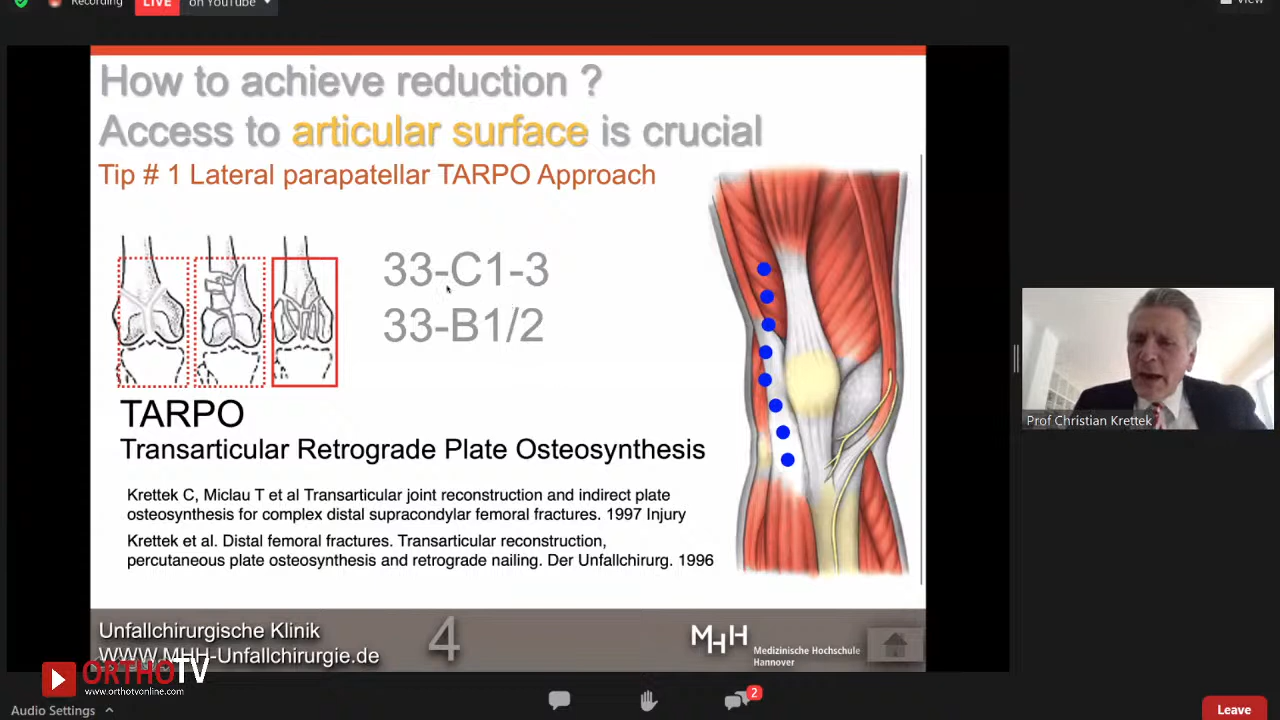 Recording
LIVE
on YouTube
View
How to achieve reduction ?
Access to articular surface is crucial
Tip # 1 Lateral parapatellar TARPO Approach
33-C1-3
33-B1/2
TARPO
Transarticular Retrograde Plate Osteosynthesis
Krettek C, Miclau T et al Transarticular joint reconstruction and indirect plate
osteosynthesis for complex distal supracondylar femoral fractures. 1997 Injury
Krettek et al. Distal femoral fractures. Transarticular reconstruction,
percutaneous plate osteosynthesis and retrograde nailing. Der Unfallchirurg. 1996
Prof Christian Krettek
Unfallchirurgische Klinik
WWW.MHH-Unfallchirurgie.de
4
MHH
Medizinische Hochschule
Hannover
ORTHOTV
www.orthotvonline.com
2
Audio Settings
Leave